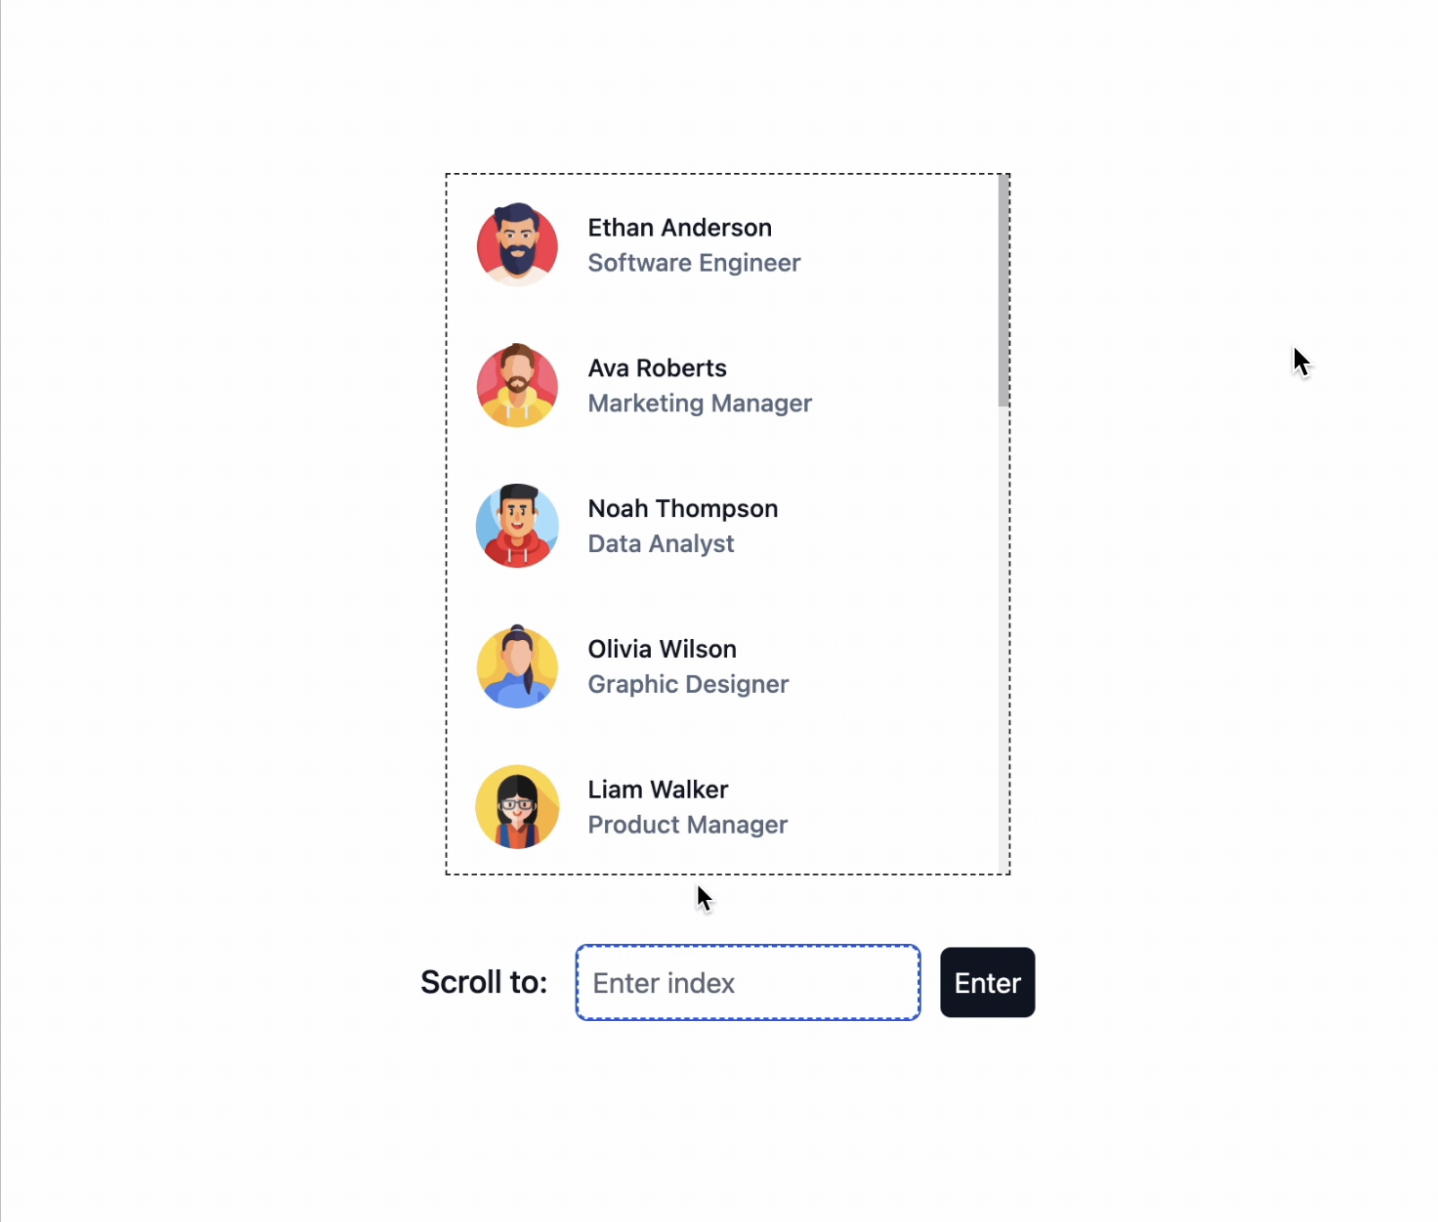 Ethan Anderson
Software Engineer
Ava Roberts
Marketing Manager
Noah Thompson
Data Analyst
Olivia Wilson
Graphic Designer
Liam Walker
Product Manager
Scroll to: Enter index Enter